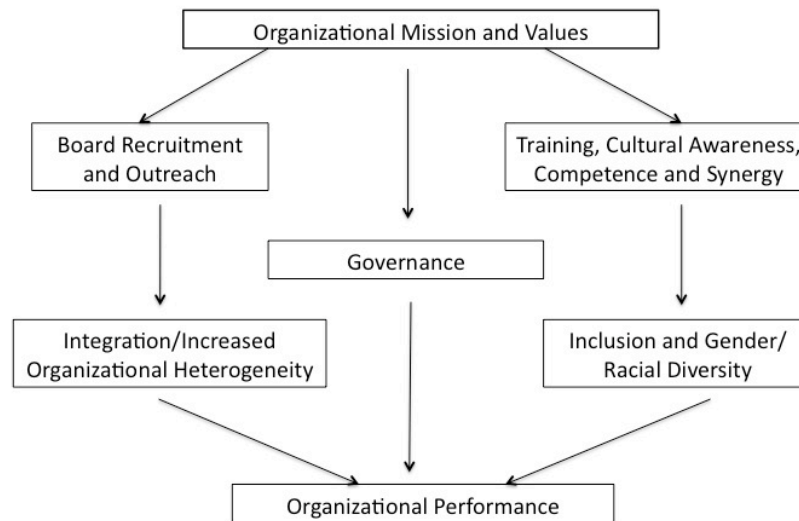 Organizational Mission and Values
Board Recruitment
and Outreach
Training, Cultural Awareness,
Competence and Synergy
Governance
Integration/Increased
Organizational Heterogeneity
Inclusion and Gender/
Racial Diversity
Organizational Performance